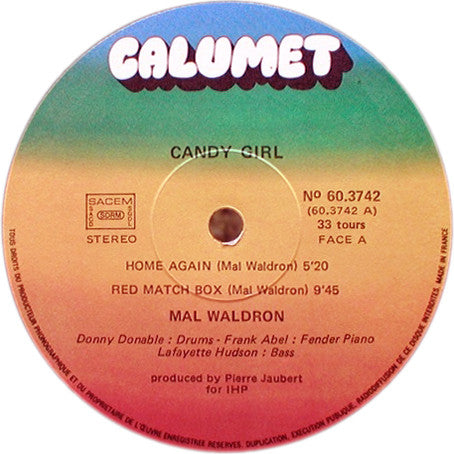 CALUMET
CANDY GIRL
SACEM
SACD
SDRM
SGDL
STEREO
Nº 60.3742
(60.3742 A)
33 tours
FACE A
HOME AGAIN (Mal Waldron) 5'20
RED MATCH BOX (Mal Waldron) 9'45
MAL WALDRON
Donny Donable : Drums - Frank Abel : Fender Piano
Lafayette Hudson : Bass
produced by Pierre Jaubert
for IHP
TOUS DROITS DU PRODUCTEUR PHONOGRAPHIQUE ET DU PROPRIETAIRE DE L'ŒUVRE ENREGISTREE RESERVES. DUPLICATION, EXECUTION PUBLIQUE, RADIODIFFUSION DE CE DISQUE INTERDITES. MADE IN FRANCE